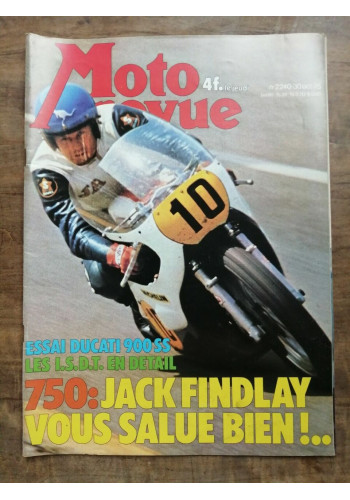 Moto
revue
4f.
10
ESSAI DUCATI 900 SS
LES I.S.D.T. EN DETAIL
750: JACK FINDLAY
VOUS SALUE BIEN!..